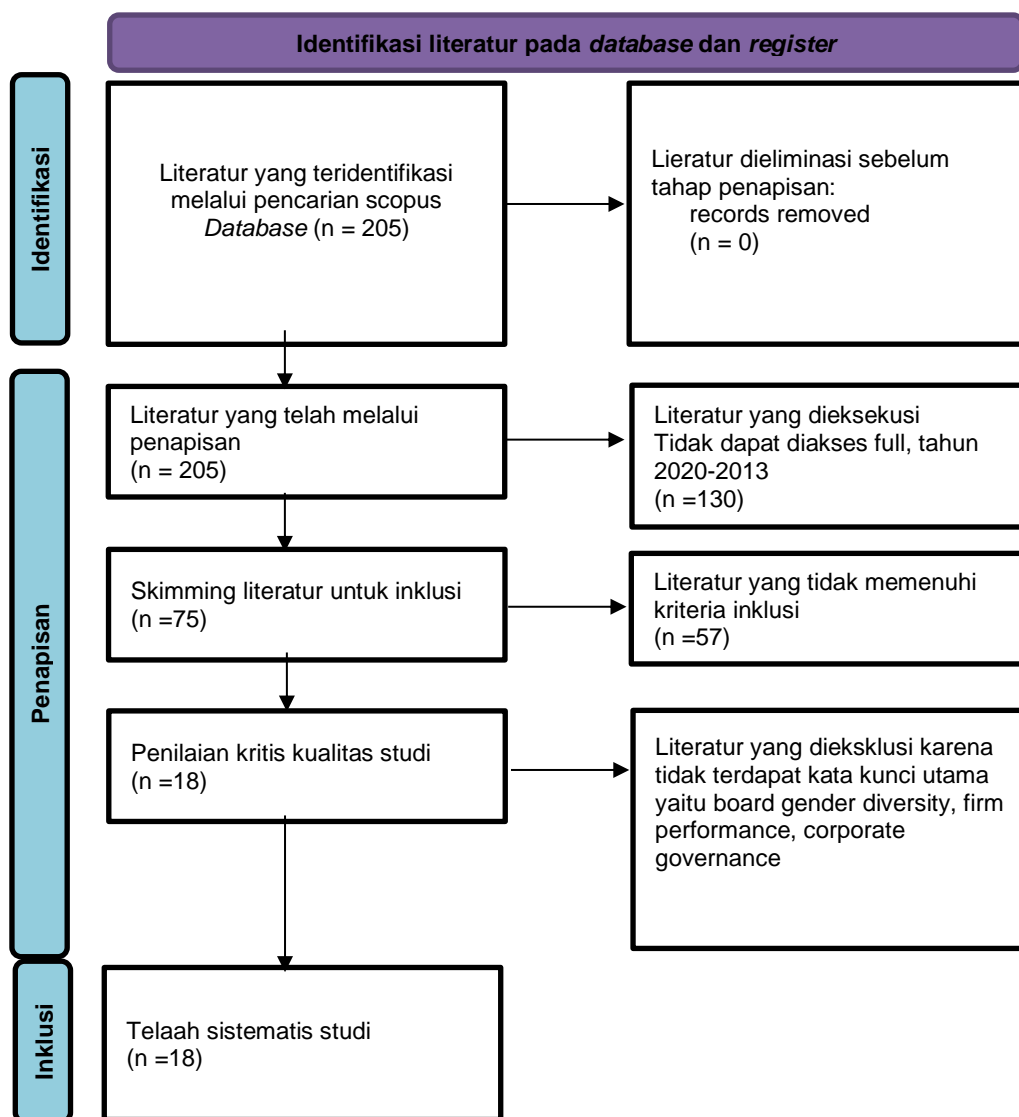 Identifikasi literatur pada database dan register
Identifikasi
Literatur yang teridentifikasi
melalui pencarian scopus
Database (n = 205)
Lieratur dieliminasi sebelum
tahap penapisan:
records removed
(n = 0)
Penapisan
Literatur yang telah melalui
penapisan
(n = 205)
Literatur yang dieksekusi
Tidak dapat diakses full, tahun
2020-2013
(n =130)
Skimming literatur untuk inklusi
(n =75)
Literatur yang tidak memenuhi
kriteria inklusi
(n =57)
Penilaian kritis kualitas studi
(n =18)
Literatur yang dieksklusi karena
tidak terdapat kata kunci utama
yaitu board gender diversity, firm
performance, corporate
governance
Inklusi
Telaah sistematis studi
(n =18)